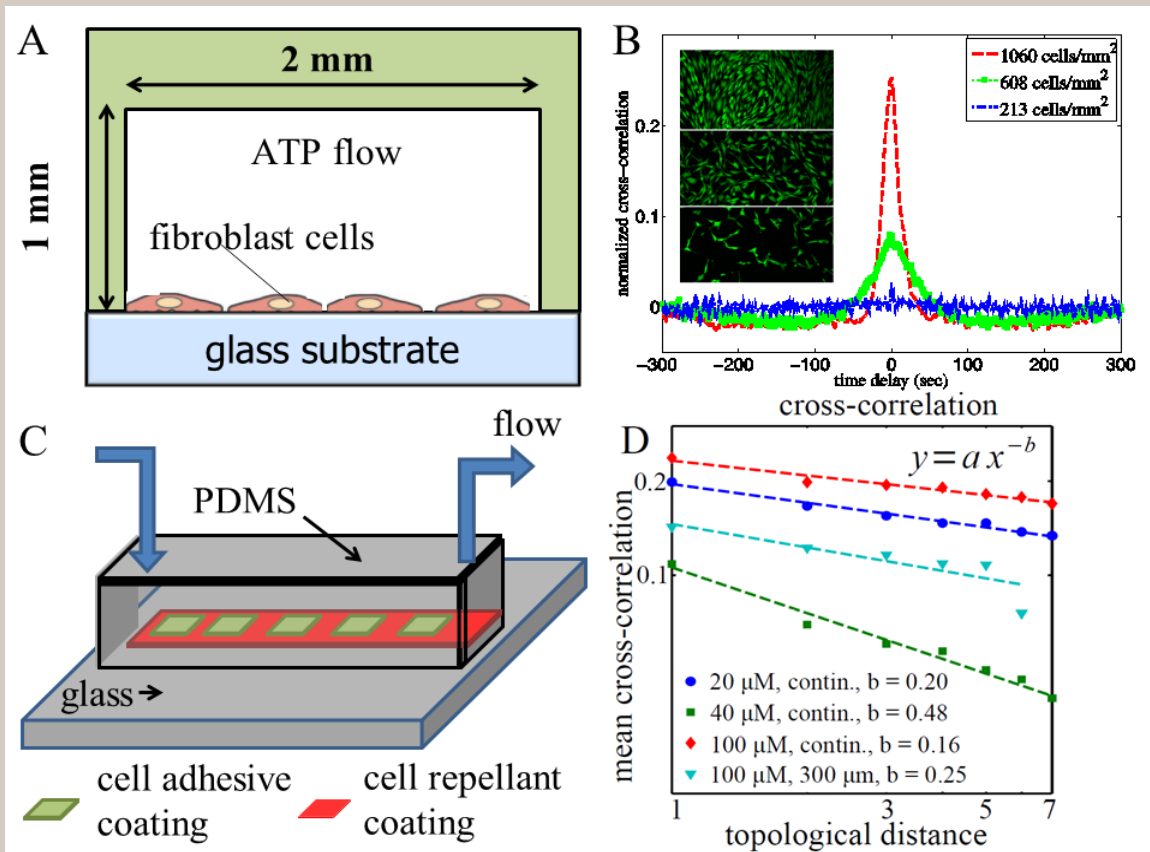 A
2 mm
1 mm
ATP flow
fibroblast cells
glass substrate
B
normalized cross-correlation
0.2
0.1
0
1060 cells/mm²
608 cells/mm²
213 cells/mm²
−300 −200 −100 0 100 200 300
time delay (sec)
C
flow
PDMS
glass→
cell adhesive
coating
cell repellant
coating
cross-correlation
D
y = a x⁻ᵇ
mean cross-correlation
0.2
0.1
20 μM, contin., b = 0.20
40 μM, contin., b = 0.48
100 μM, contin., b = 0.16
100 μM, 300 μm, b = 0.25
1 3 5 7
topological distance